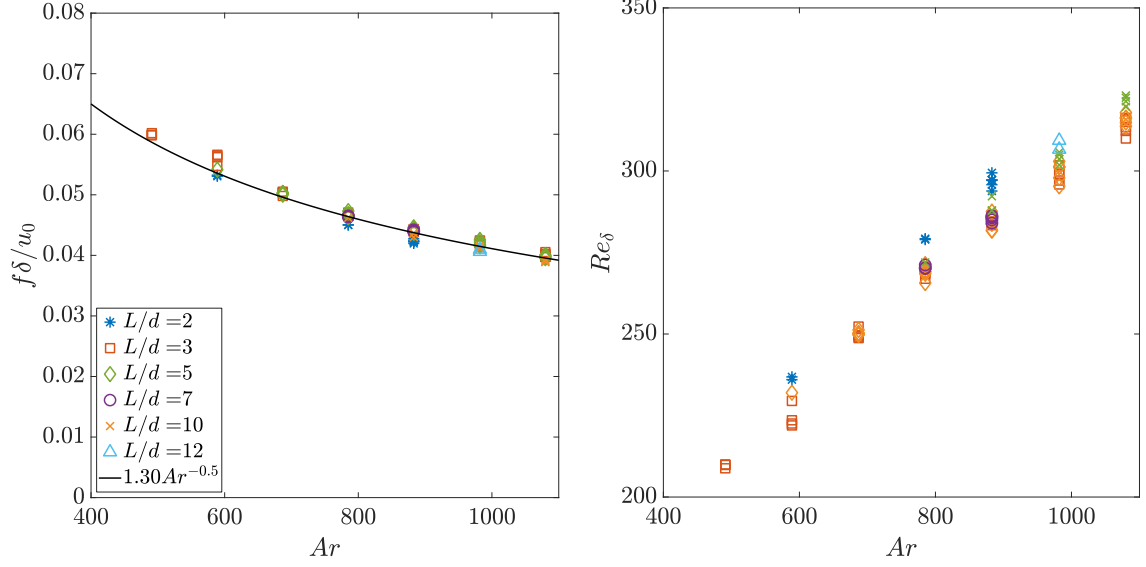 0.08
0.07
0.06
0.05
0.04
0.03
0.02
0.01
0
fδ/u₀
L/d =2
L/d =3
L/d =5
L/d =7
L/d =10
L/d =12
1.30Ar⁻⁰·⁵
400
600
800
1000
Ar
350
300
250
200
Re_δ
400
600
800
1000
Ar